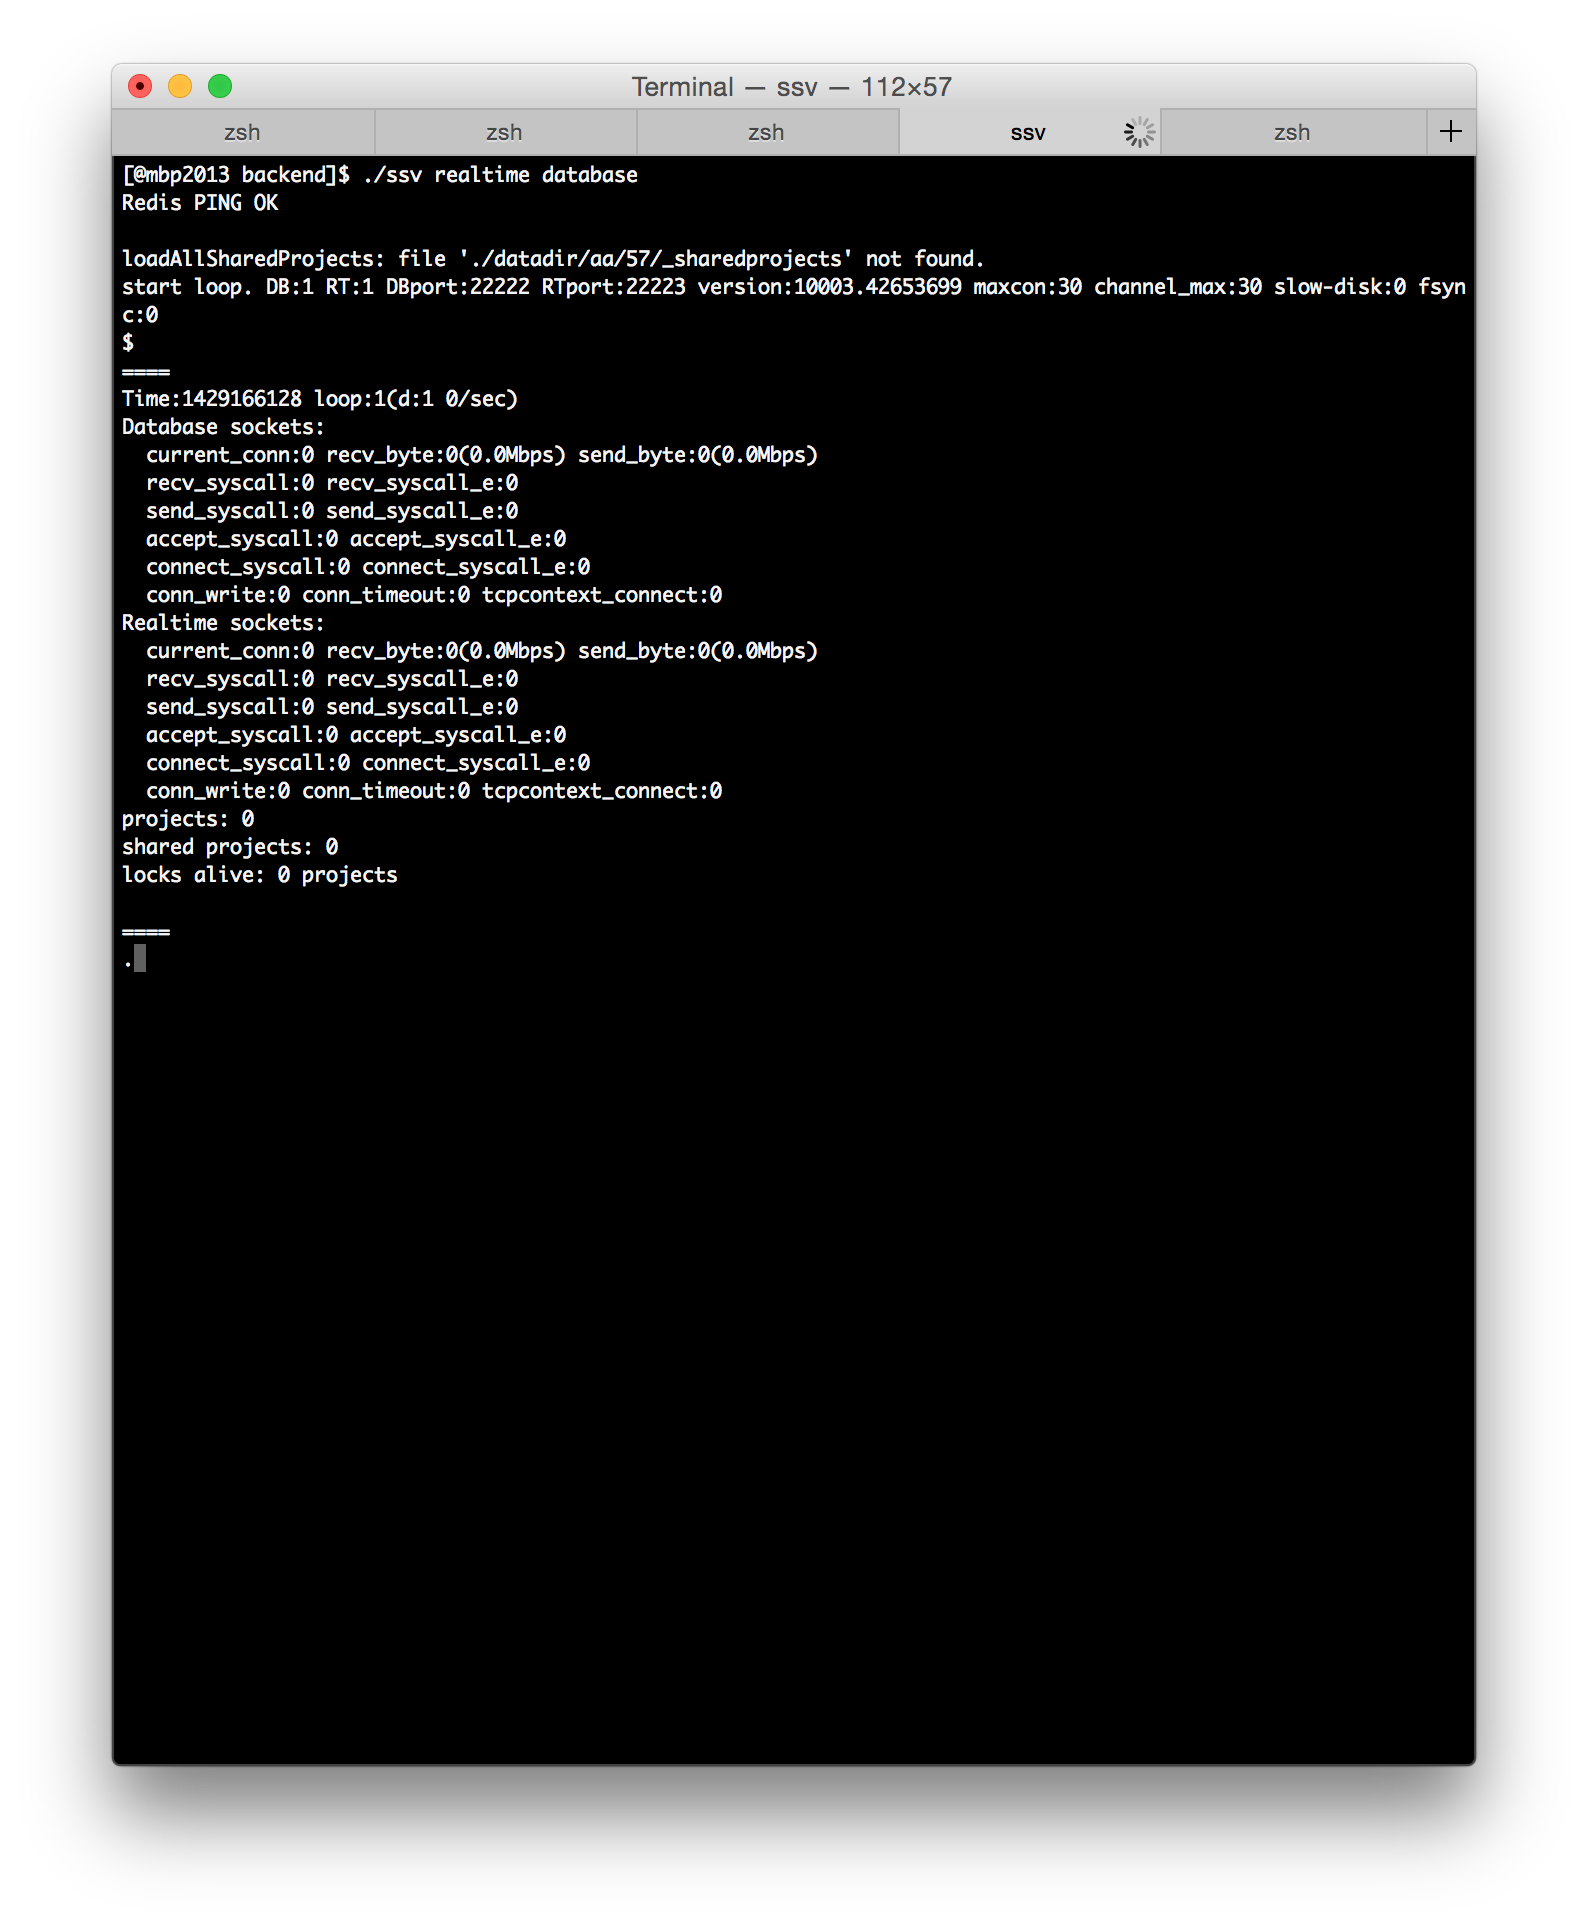 Terminal — ssv — 112×57
zsh zsh zsh ssv zsh +
[@mbp2013 backend]$ ./ssv realtime database
Redis PING OK
loadAllSharedProjects: file './datadir/aa/57/_sharedprojects' not found.
start loop. DB:1 RT:1 DBport:22222 RTport:22223 version:10003.42653699 maxcon:30 channel_max:30 slow-disk:0 fsyn
c:0
$
====
Time:1429166128 loop:1(d:1 0/sec)
Database sockets:
  current_conn:0 recv_byte:0(0.0Mbps) send_byte:0(0.0Mbps)
  recv_syscall:0 recv_syscall_e:0
  send_syscall:0 send_syscall_e:0
  accept_syscall:0 accept_syscall_e:0
  connect_syscall:0 connect_syscall_e:0
  conn_write:0 conn_timeout:0 tcpcontext_connect:0
Realtime sockets:
  current_conn:0 recv_byte:0(0.0Mbps) send_byte:0(0.0Mbps)
  recv_syscall:0 recv_syscall_e:0
  send_syscall:0 send_syscall_e:0
  accept_syscall:0 accept_syscall_e:0
  connect_syscall:0 connect_syscall_e:0
  conn_write:0 conn_timeout:0 tcpcontext_connect:0
projects: 0
shared projects: 0
locks alive: 0 projects
====
.